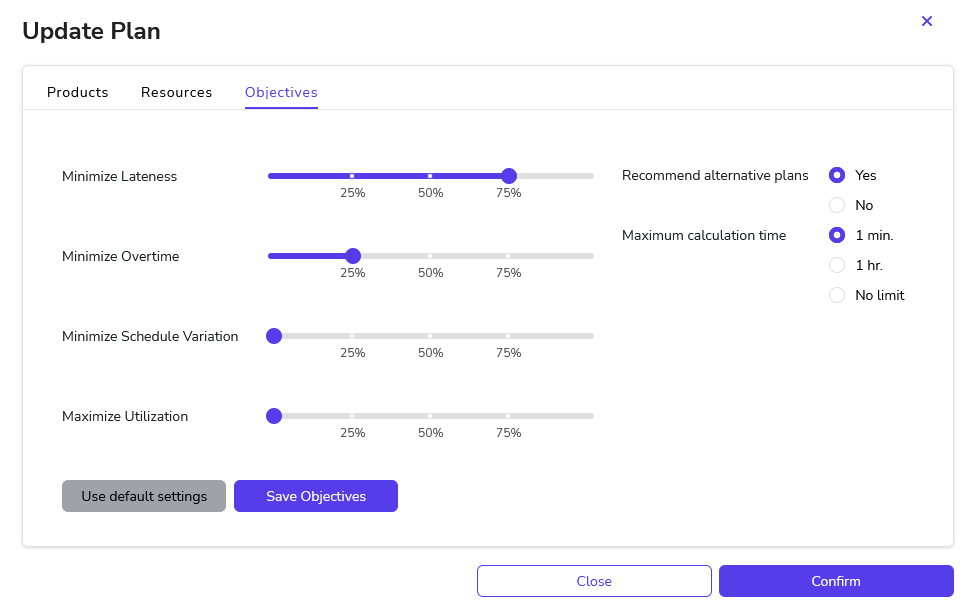 Update Plan
Products Resources Objectives
Minimize Lateness
25% 50% 75%
Minimize Overtime
25% 50% 75%
Minimize Schedule Variation
25% 50% 75%
Maximize Utilization
25% 50% 75%
Recommend alternative plans
Yes
No
Maximum calculation time
1 min.
1 hr.
No limit
Use default settings
Save Objectives
Close
Confirm